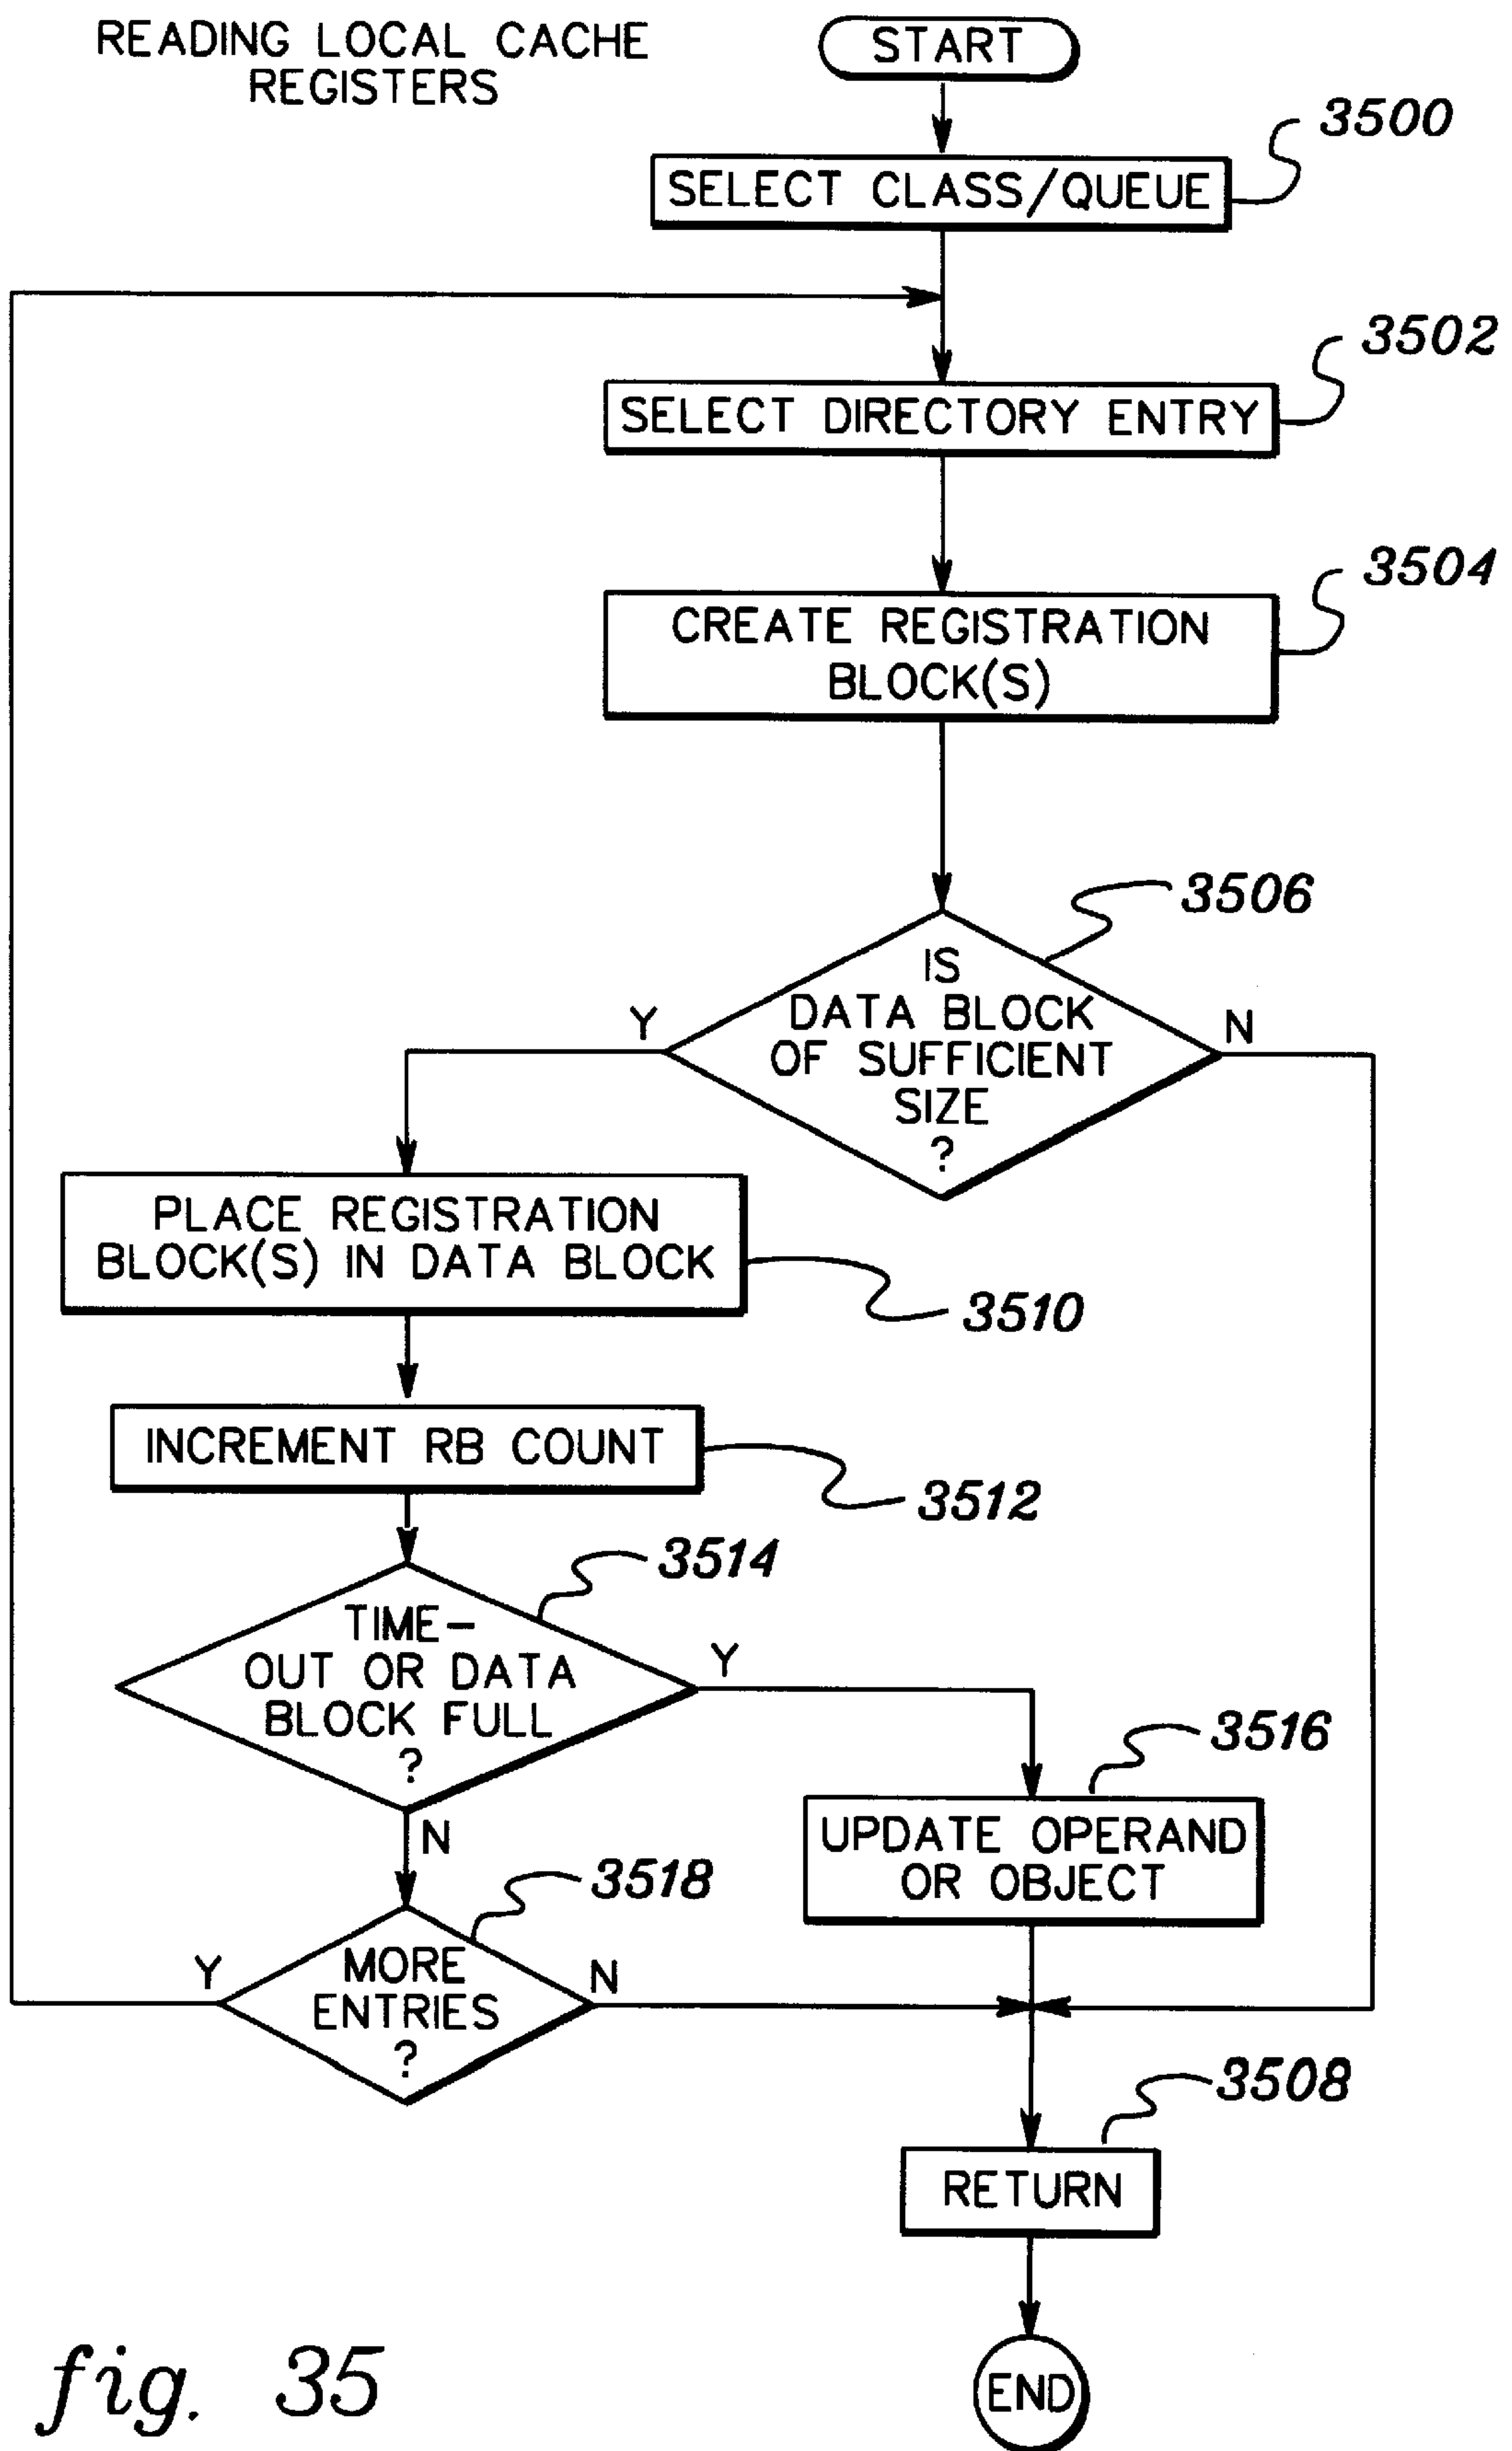 READING LOCAL CACHE
REGISTERS
START
3500
SELECT CLASS/QUEUE
3502
SELECT DIRECTORY ENTRY
3504
CREATE REGISTRATION
BLOCK(S)
3506
IS
DATA BLOCK
OF SUFFICIENT
SIZE
?
Y
N
PLACE REGISTRATION
BLOCK(S) IN DATA BLOCK
3510
INCREMENT RB COUNT
3512
3514
TIME-
OUT OR DATA
BLOCK FULL
?
Y
N
3516
UPDATE OPERAND
OR OBJECT
3518
MORE
ENTRIES
?
Y
N
3508
RETURN
END
fig. 35